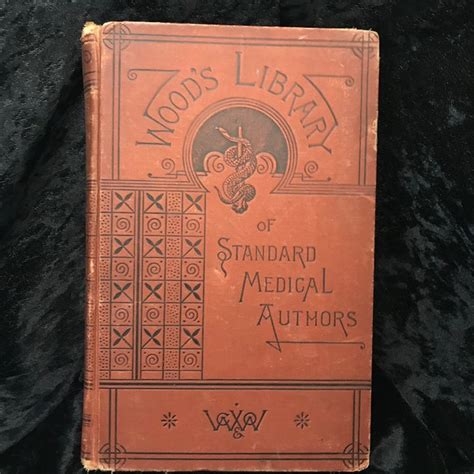 Wood's Library
of
Standard
Medical
Authors